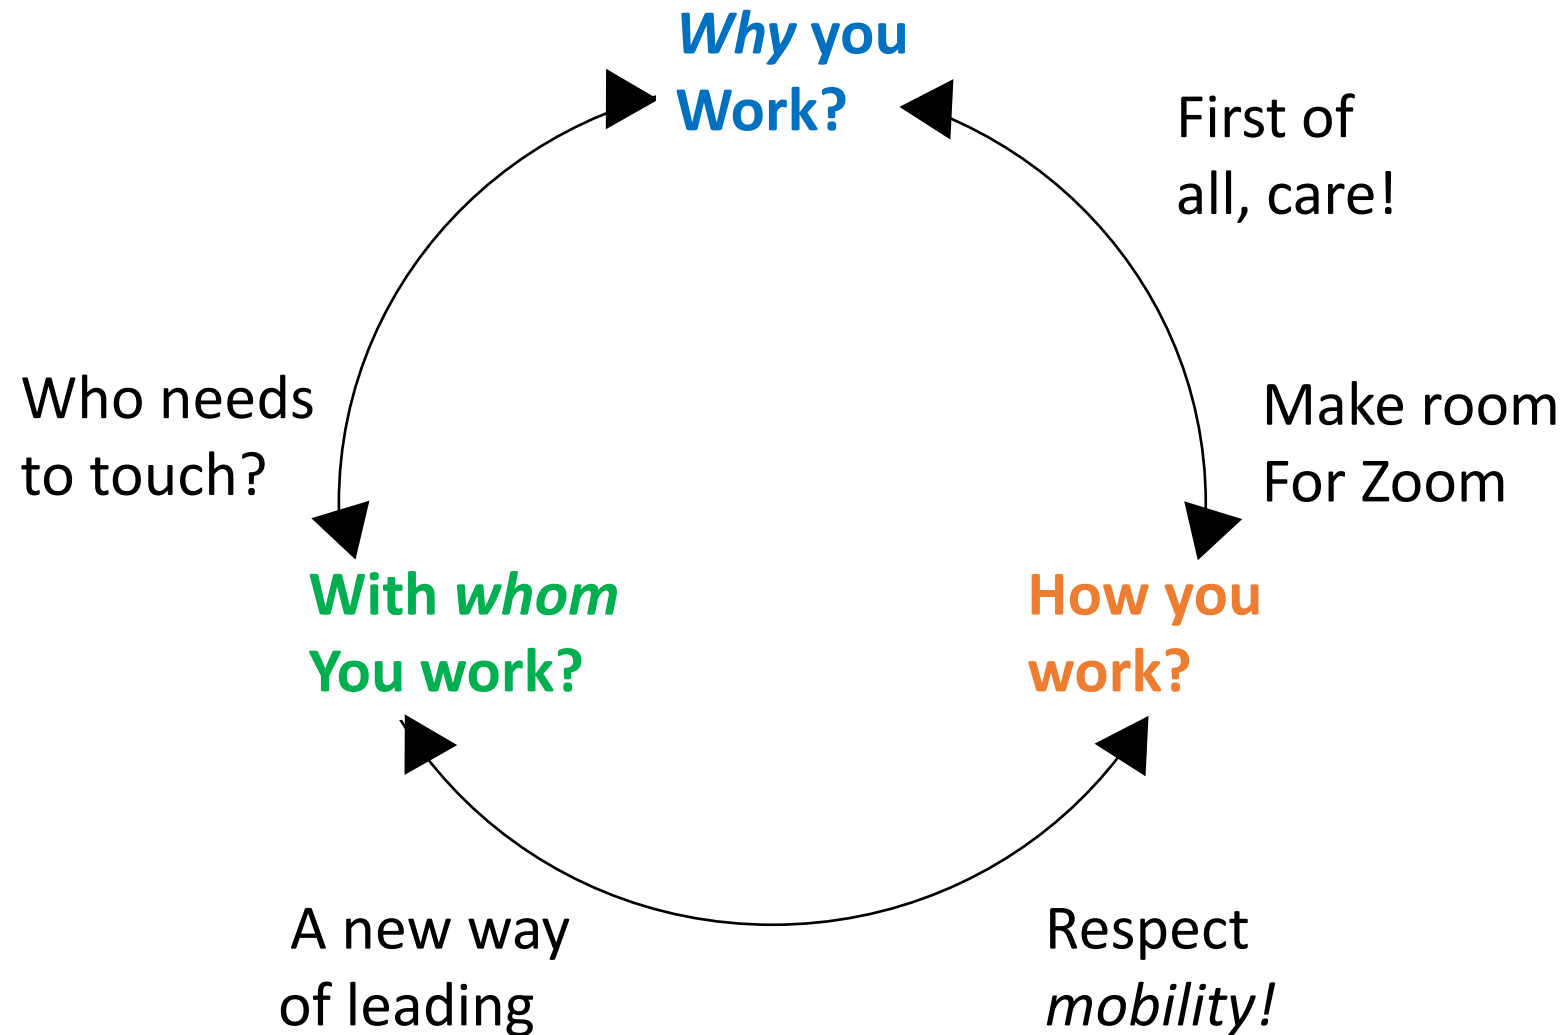 Why you
Work?
First of
all, care!
Who needs
to touch?
Make room
For Zoom
With whom
You work?
How you
work?
A new way
of leading
Respect
mobility!